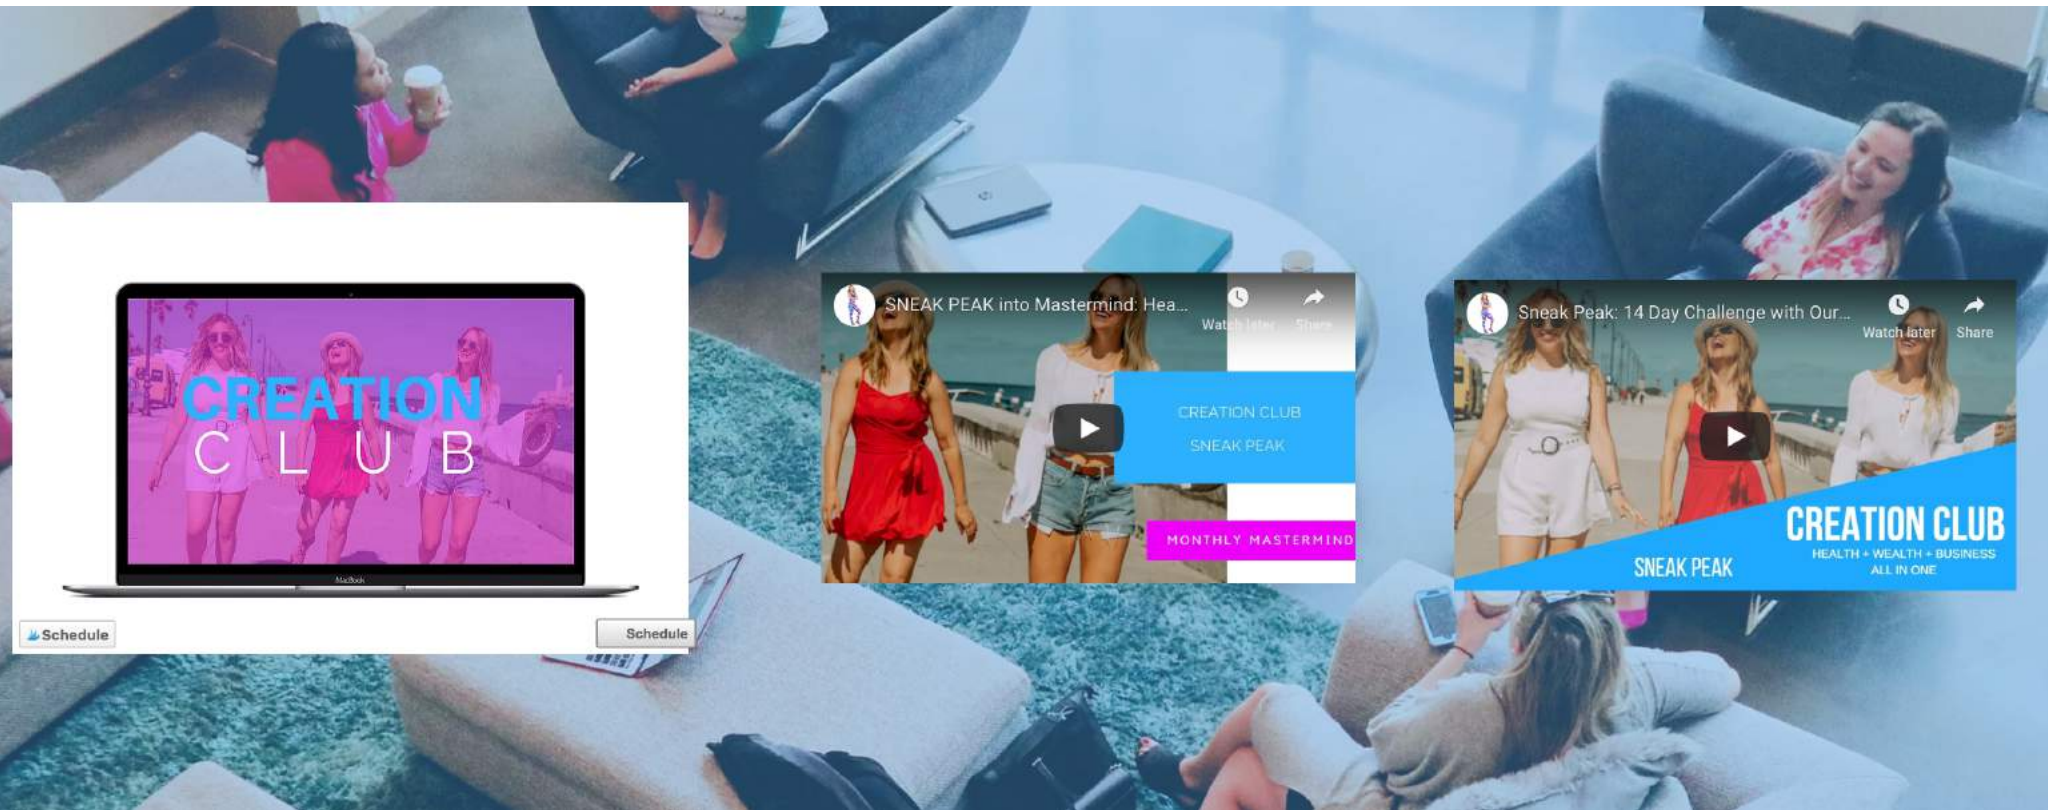 CREATION
CLUB
MacBook
Schedule
Schedule
SNEAK PEAK into Mastermind: Hea...
Watch later
Share
CREATION CLUB
SNEAK PEAK
MONTHLY MASTERMIND
Sneak Peak: 14 Day Challenge with Our...
Watch later
Share
CREATION CLUB
HEALTH + WEALTH + BUSINESS
ALL IN ONE
SNEAK PEAK